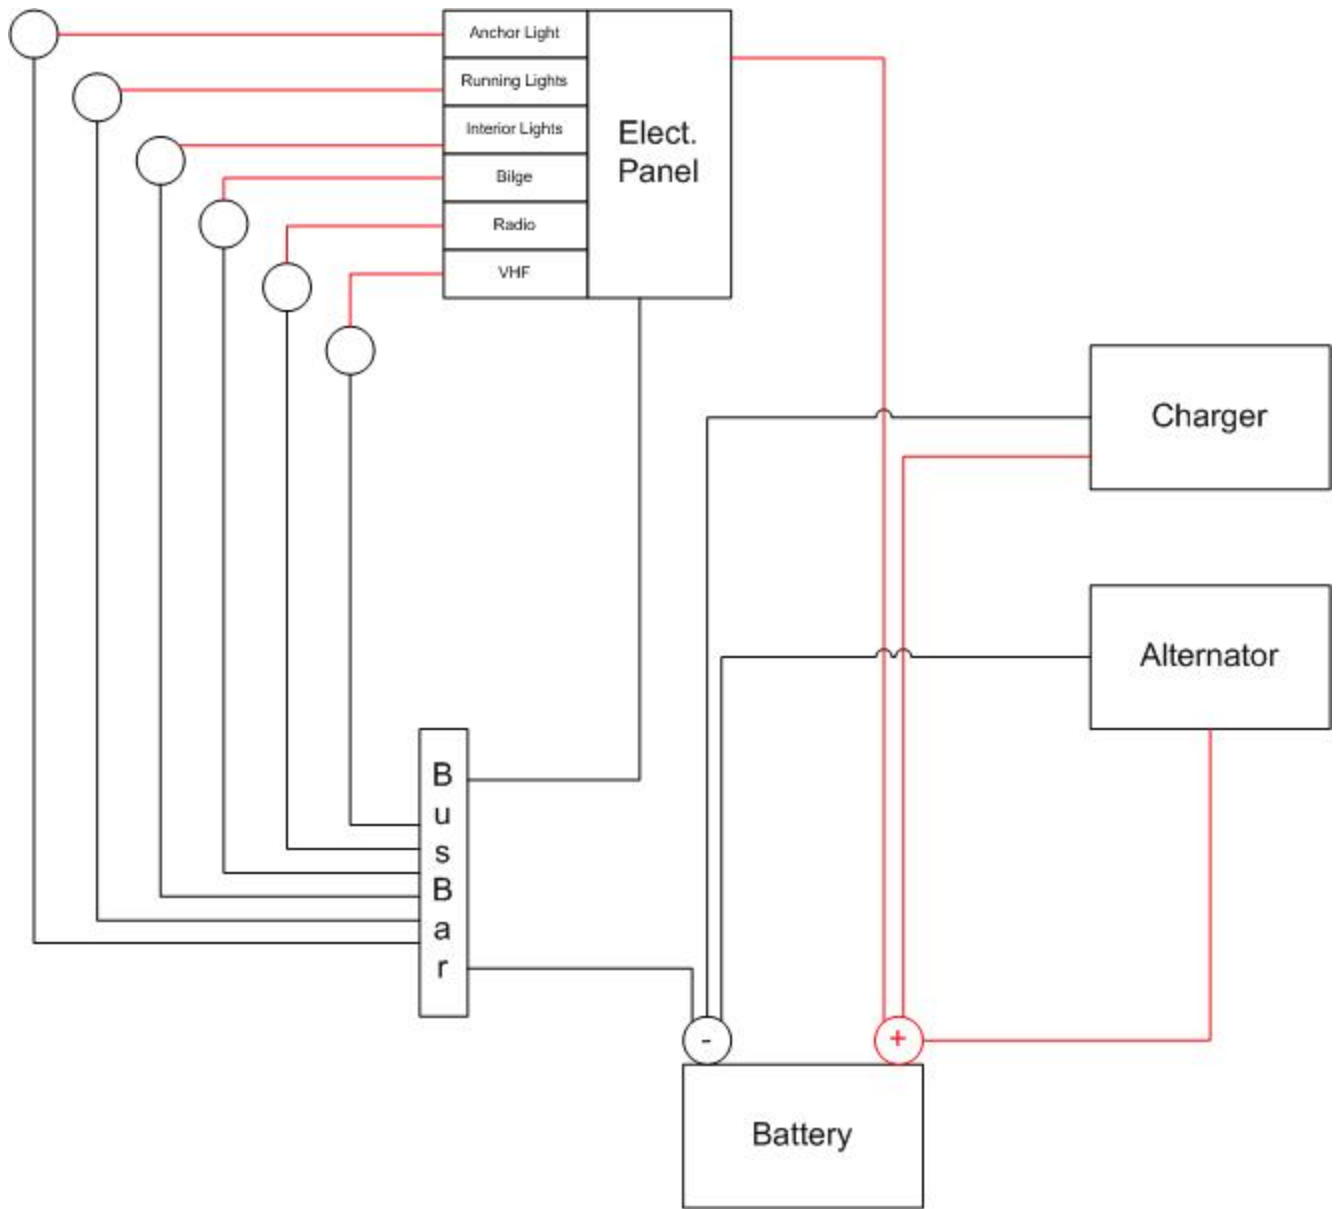 Anchor Light
Running Lights
Interior Lights
Bilge
Radio
VHF
Elect.
Panel
Charger
Alternator
B
u
s
B
a
r
-
+
Battery